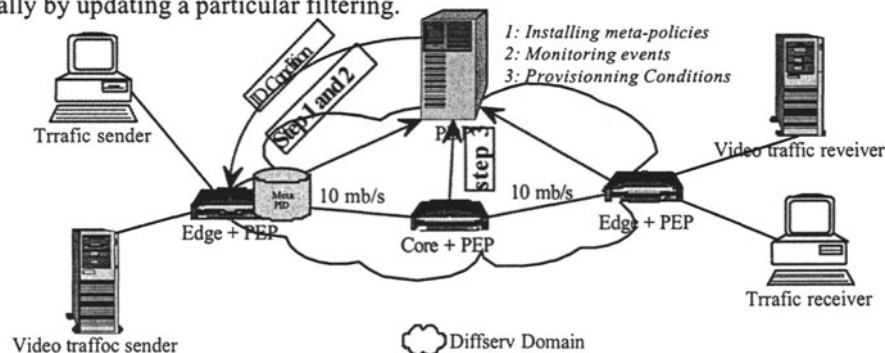 ally by updating a particular filtering.
1: Installing meta-policies
2: Monitoring events
3: Provisionning Conditions
ID Condition
Step 1 and 2
Trrafic sender
step 3
Video traffic reveiver
Meta
PID
10 mb/s
10 mb/s
Edge + PEP
Core + PEP
Edge + PEP
Trrafic receiver
Video traffoc sender
Diffserv Domain